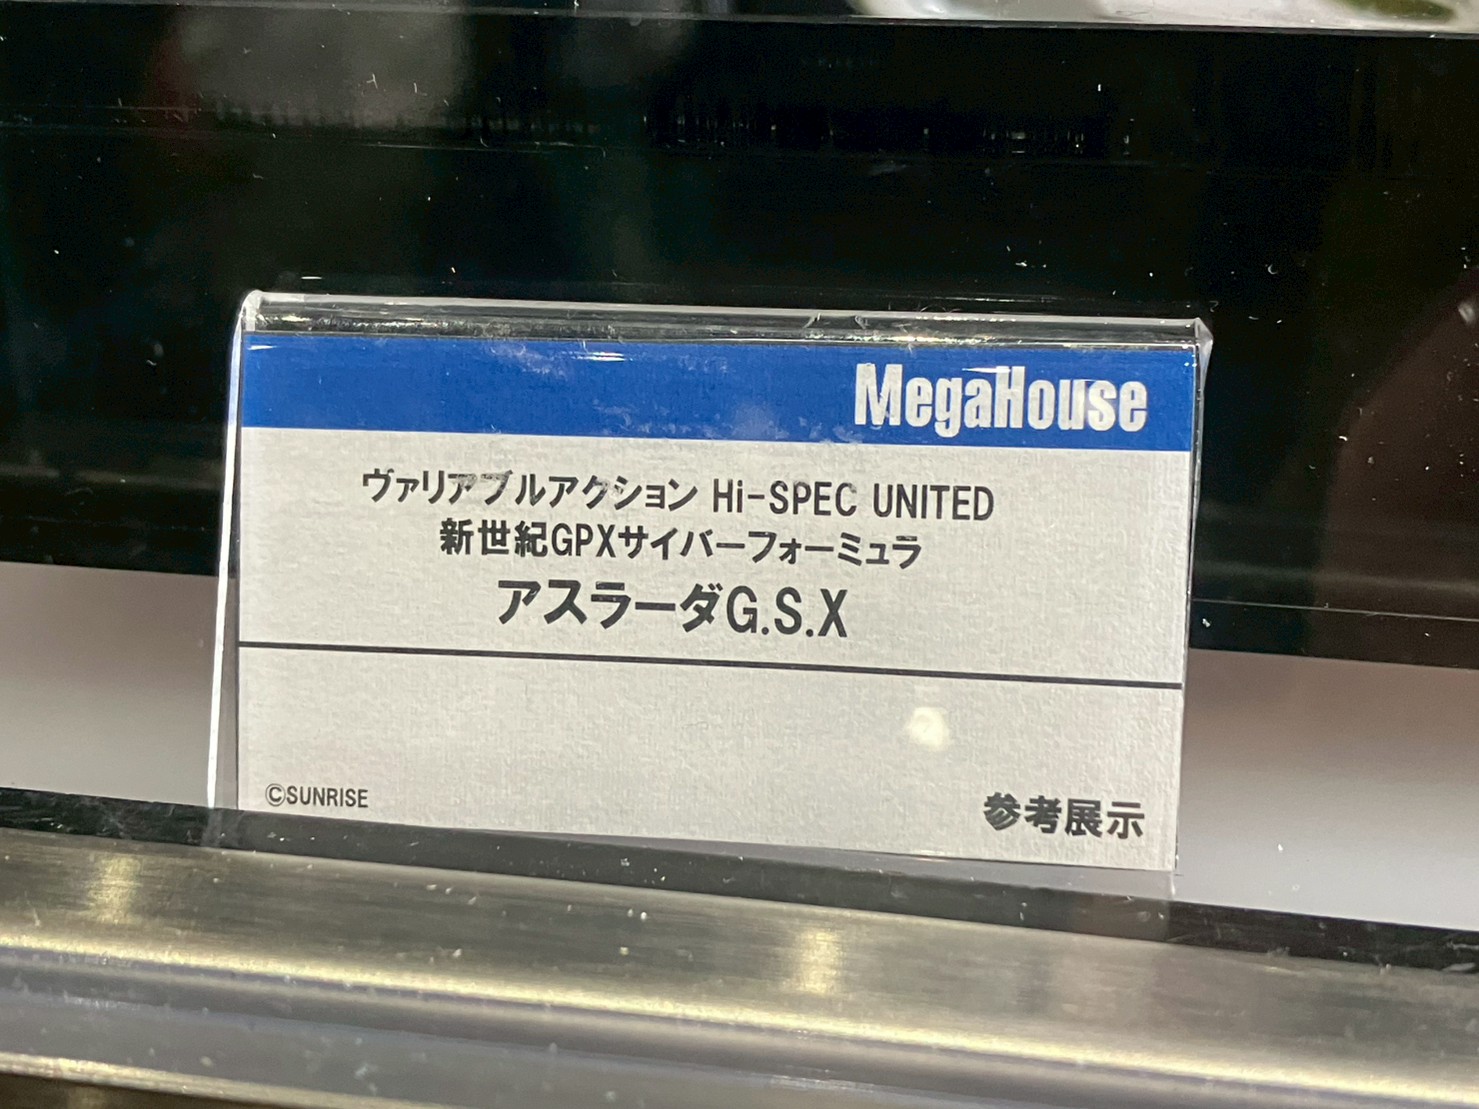 MegaHouse
ヴァリアブルアクション Hi-SPEC UNITED
新世紀GPXサイバーフォーミュラ
アスラーダG.S.X
©SUNRISE
参考展示